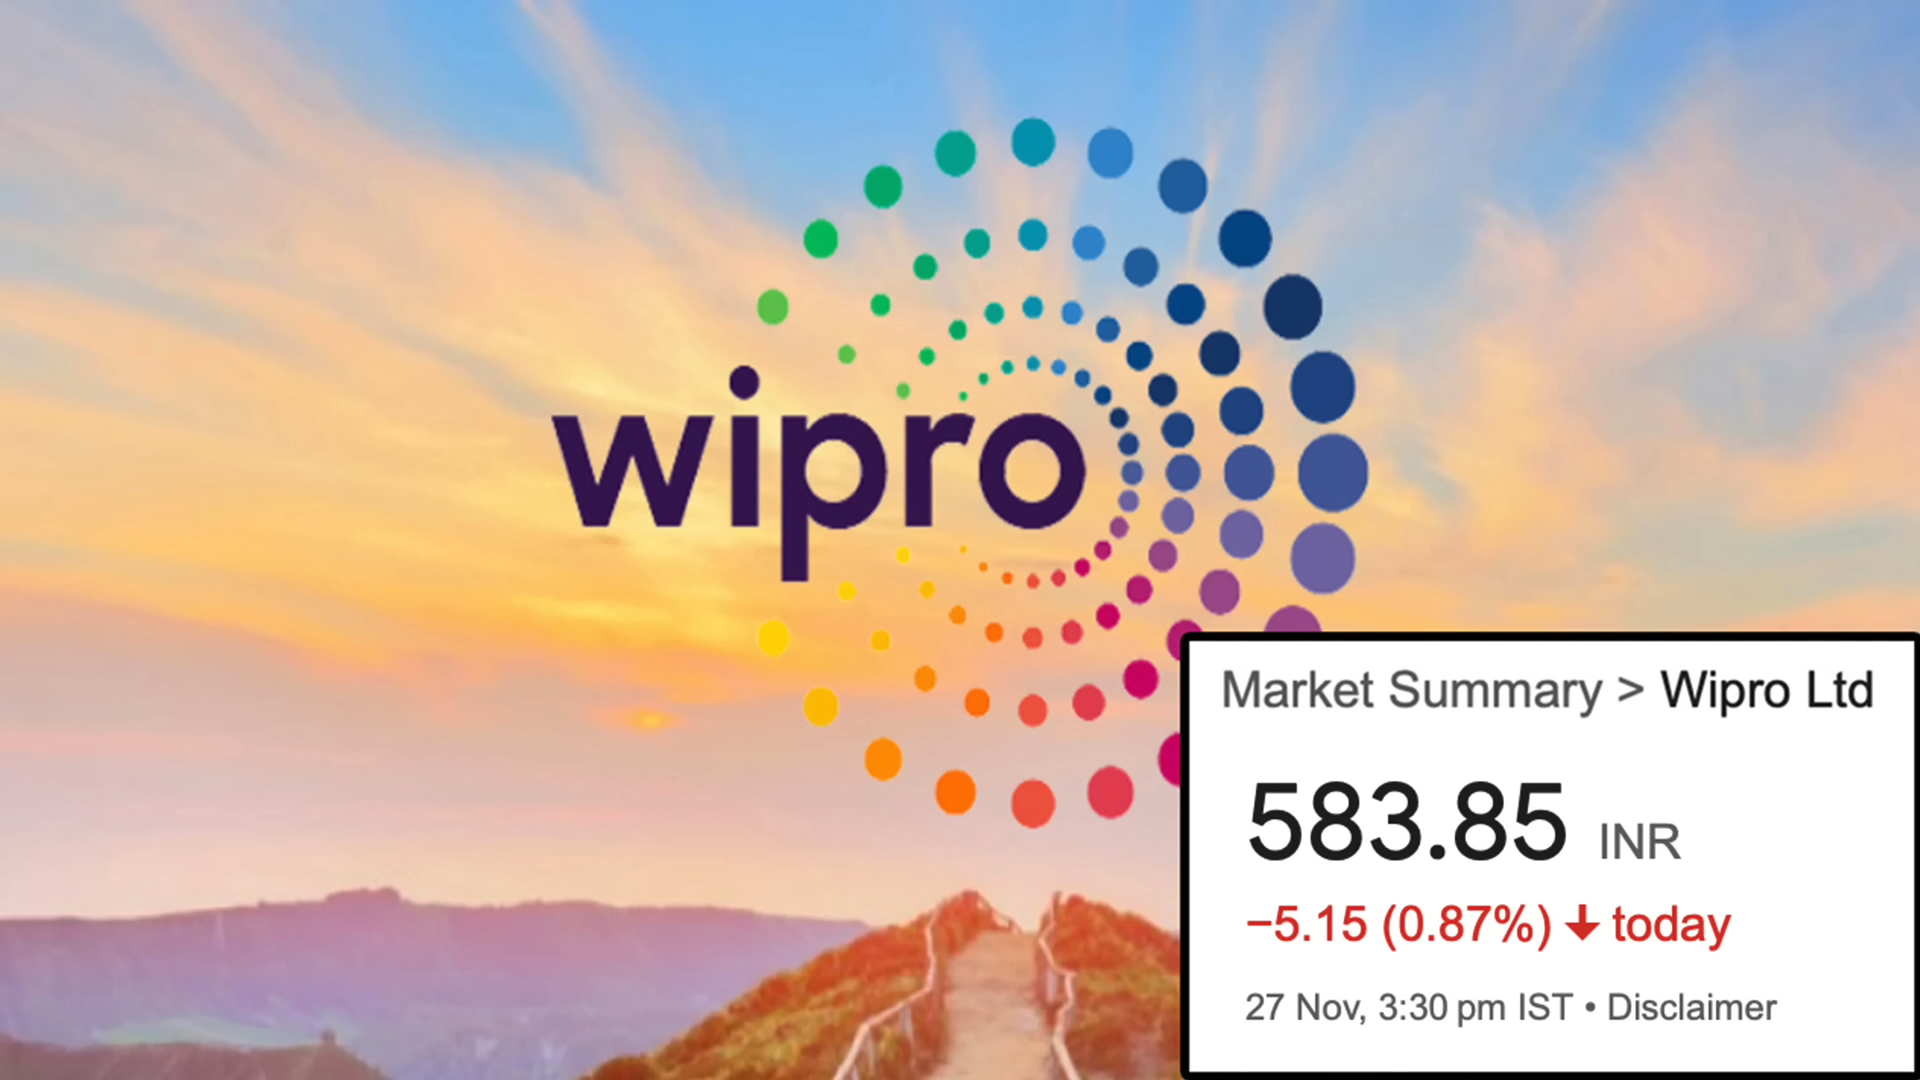 wipro
Market Summary > Wipro Ltd
583.85 INR
−5.15 (0.87%) ↓ today
27 Nov, 3:30 pm IST • Disclaimer